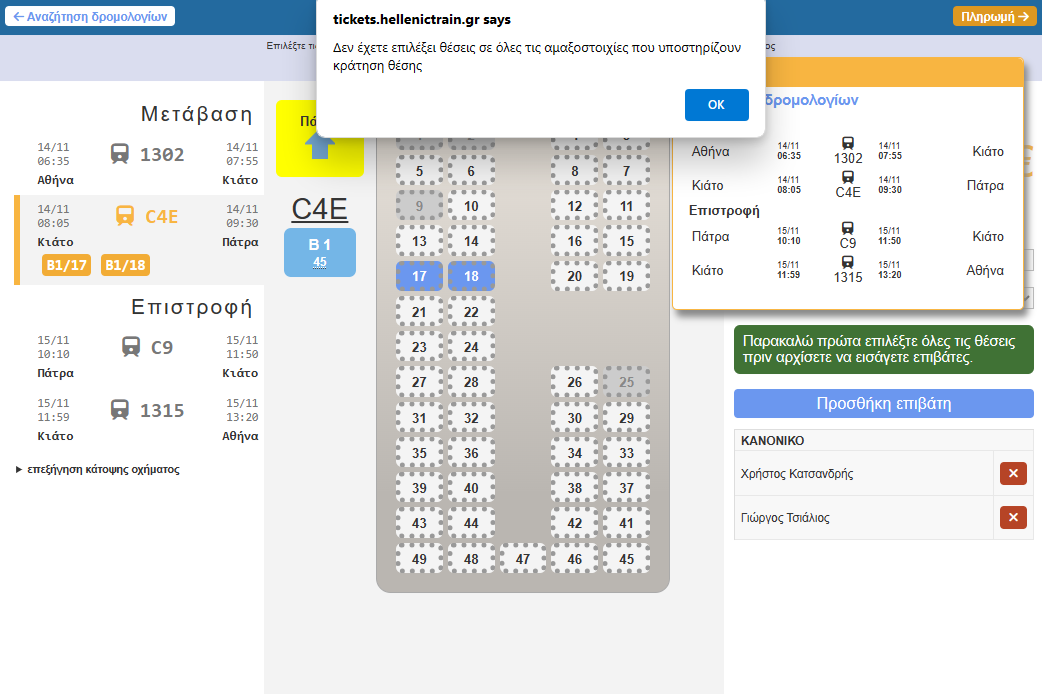 ← Αναζήτηση δρομολογίων
Πληρωμή →
tickets.hellenictrain.gr says
Δεν έχετε επιλέξει θέσεις σε όλες τις αμαξοστοιχίες που υποστηρίζουν
κράτηση θέσης
OK
Επιλέξτε
Μετάβαση
14/11 06:35 1302 14/11 07:55
Αθήνα Κιάτο
14/11 08:05 C4E 14/11 09:30
Κιάτο Πάτρα
B1/17 B1/18
Επιστροφή
15/11 10:10 C9 15/11 11:50
Πάτρα Κιάτο
15/11 11:59 1315 15/11 13:20
Κιάτο Αθήνα
▶ επεξήγηση κάτοψης οχήματος
C4E
B 1
45
5 6 8 7
9 10 12 11
13 14 16 15
17 18 20 19
21 22
23 24
27 28 26 25
31 32 30 29
35 36 34 33
39 40 38 37
43 44 42 41
49 48 47 46 45
δρομολογίων
Αθήνα 14/11 06:35 1302 14/11 07:55 Κιάτο
Κιάτο 14/11 08:05 C4E 14/11 09:30 Πάτρα
Επιστροφή
Πάτρα 15/11 10:10 C9 15/11 11:50 Κιάτο
Κιάτο 15/11 11:59 1315 15/11 13:20 Αθήνα
Παρακαλώ πρώτα επιλέξτε όλες τις θέσεις
πριν αρχίσετε να εισάγετε επιβάτες.
Προσθήκη επιβάτη
ΚΑΝΟΝΙΚΟ
Χρήστος Κατσανδρής
Γιώργος Τσιάλιος